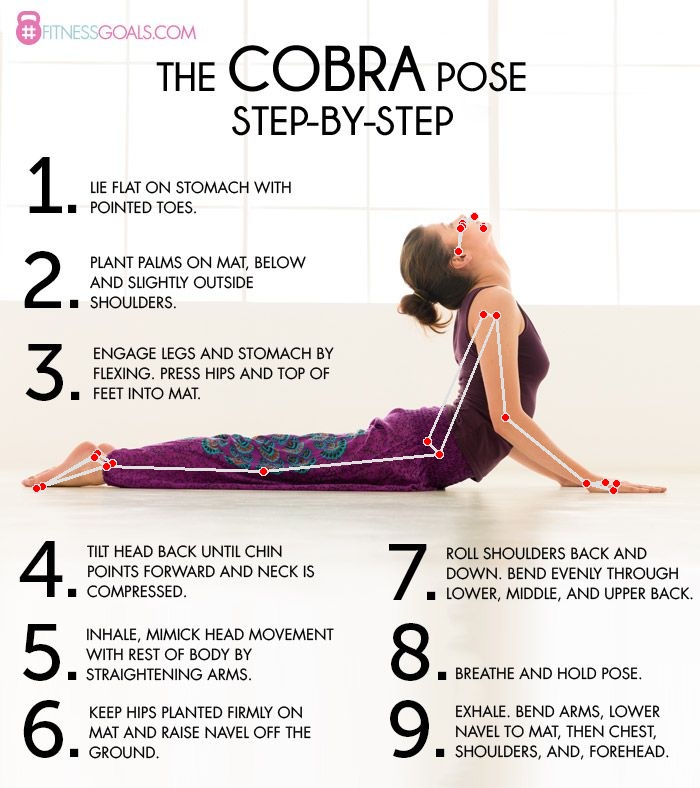 #FITNESSGOALS.COM
THE COBRA POSE
STEP-BY-STEP
1. LIE FLAT ON STOMACH WITH
POINTED TOES.
2. PLANT PALMS ON MAT, BELOW
AND SLIGHTLY OUTSIDE
SHOULDERS.
3. ENGAGE LEGS AND STOMACH BY
FLEXING. PRESS HIPS AND TOP OF
FEET INTO MAT.
4. TILT HEAD BACK UNTIL CHIN
POINTS FORWARD AND NECK IS
COMPRESSED.
5. INHALE, MIMICK HEAD MOVEMENT
WITH REST OF BODY BY
STRAIGHTENING ARMS.
6. KEEP HIPS PLANTED FIRMLY ON
MAT AND RAISE NAVEL OFF THE
GROUND.
7. ROLL SHOULDERS BACK AND
DOWN. BEND EVENLY THROUGH
LOWER, MIDDLE, AND UPPER BACK.
8. BREATHE AND HOLD POSE.
9. EXHALE. BEND ARMS, LOWER
NAVEL TO MAT, THEN CHEST,
SHOULDERS, AND, FOREHEAD.